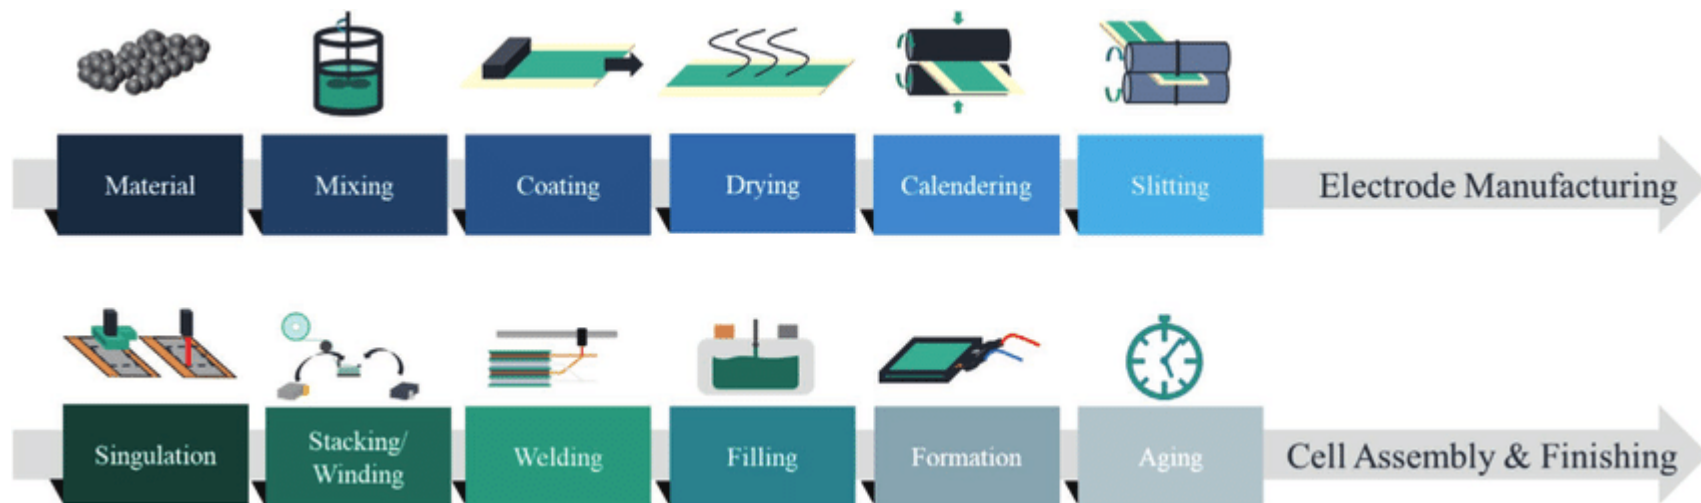 Material
Mixing
Coating
Drying
Calendering
Slitting
Electrode Manufacturing
Singulation
Stacking/
Winding
Welding
Filling
Formation
Aging
Cell Assembly & Finishing